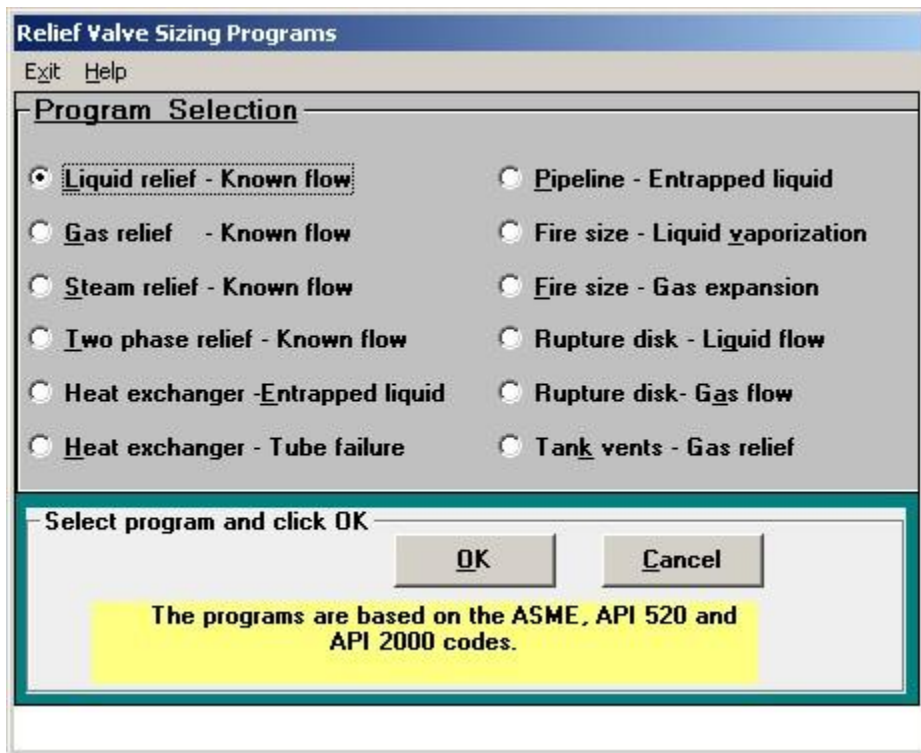 Relief Valve Sizing Programs
Exit Help
Program Selection
Liquid relief - Known flow
Gas relief - Known flow
Steam relief - Known flow
Two phase relief - Known flow
Heat exchanger -Entrapped liquid
Heat exchanger - Tube failure
Pipeline - Entrapped liquid
Fire size - Liquid vaporization
Fire size - Gas expansion
Rupture disk - Liquid flow
Rupture disk- Gas flow
Tank vents - Gas relief
Select program and click OK
OK Cancel
The programs are based on the ASME, API 520 and
API 2000 codes.